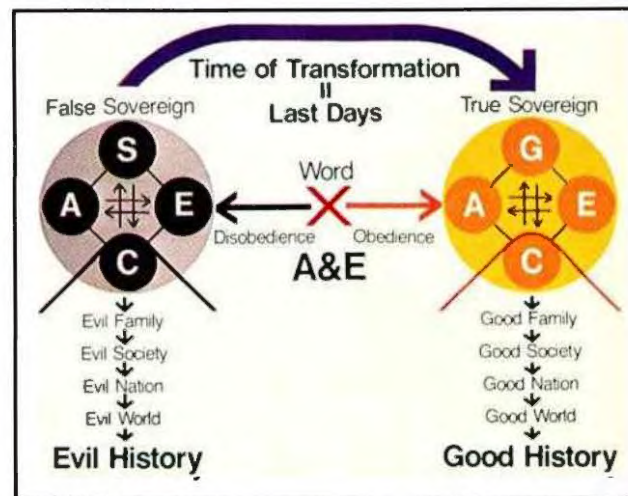 Time of Transformation
=
Last Days
False Sovereign
True Sovereign
S
A
E
C
Word
Disobedience
Obedience
A&E
G
A
E
C
Evil Family
Evil Society
Evil Nation
Evil World
Evil History
Good Family
Good Society
Good Nation
Good World
Good History